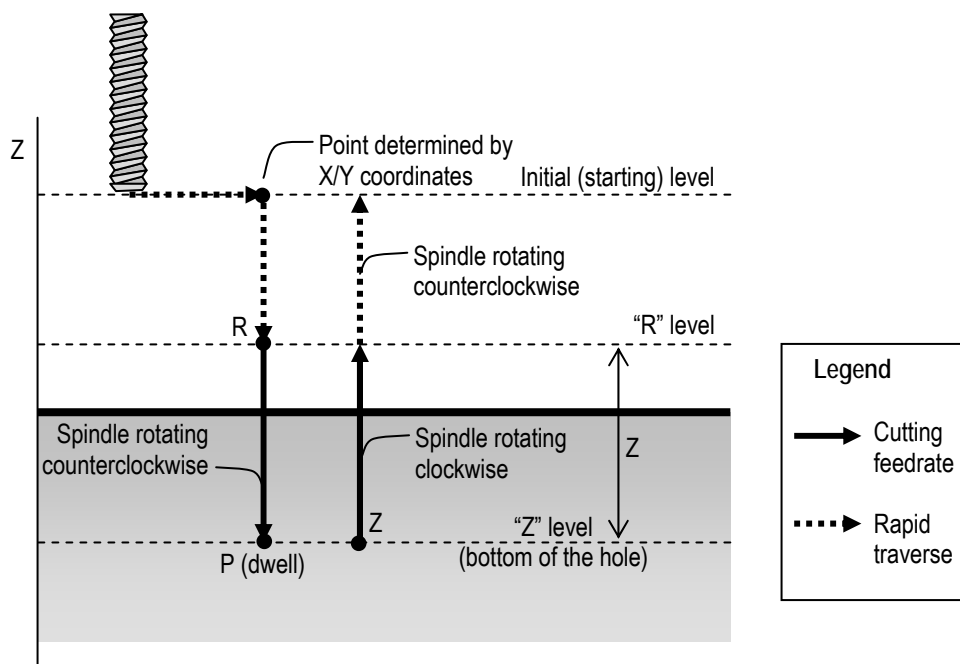 Z
Point determined by
X/Y coordinates
Initial (starting) level
Spindle rotating
counterclockwise
R
“R” level
Legend
Cutting
feedrate
Rapid
traverse
Spindle rotating
counterclockwise
Spindle rotating
clockwise
Z
Z
“Z” level
(bottom of the hole)
P (dwell)